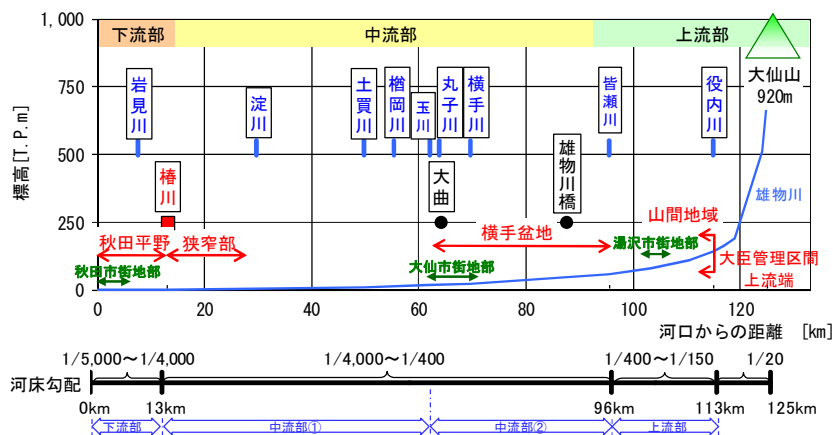 下流部
中流部
上流部
1,000
750
500
250
0
標高[T.P.m]
岩見川
淀川
土買川
楢岡川
玉川
丸子川
横手川
皆瀬川
役内川
大仙山
920m
椿川
大曲
雄物川橋
雄物川
秋田平野
狭窄部
横手盆地
山間地域
秋田市街地部
大仙市街地部
湯沢市街地部
大臣管理区間
上流端
0
20
40
60
80
100
120
河口からの距離 [km]
河床勾配
1/5,000～1/4,000
1/4,000～1/400
1/400～1/150
1/20
0km
13km
96km
113km
125km
下流部
中流部①
中流部②
上流部